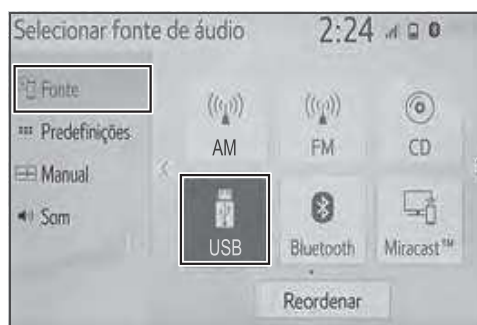 Selecionar fonte de áudio 2:24
Fonte
Predefinições
Manual
Som
AM FM CD
USB Bluetooth Miracast™
Reordenar